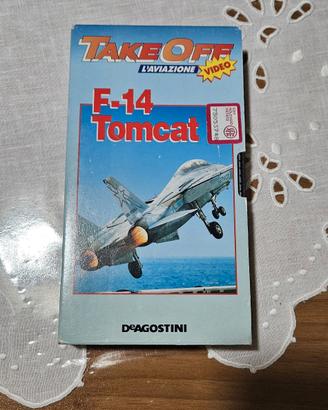 TAKE OFF
L'AVIAZIONE
VIDEO
F-14
Tomcat
DEAGOSTINI